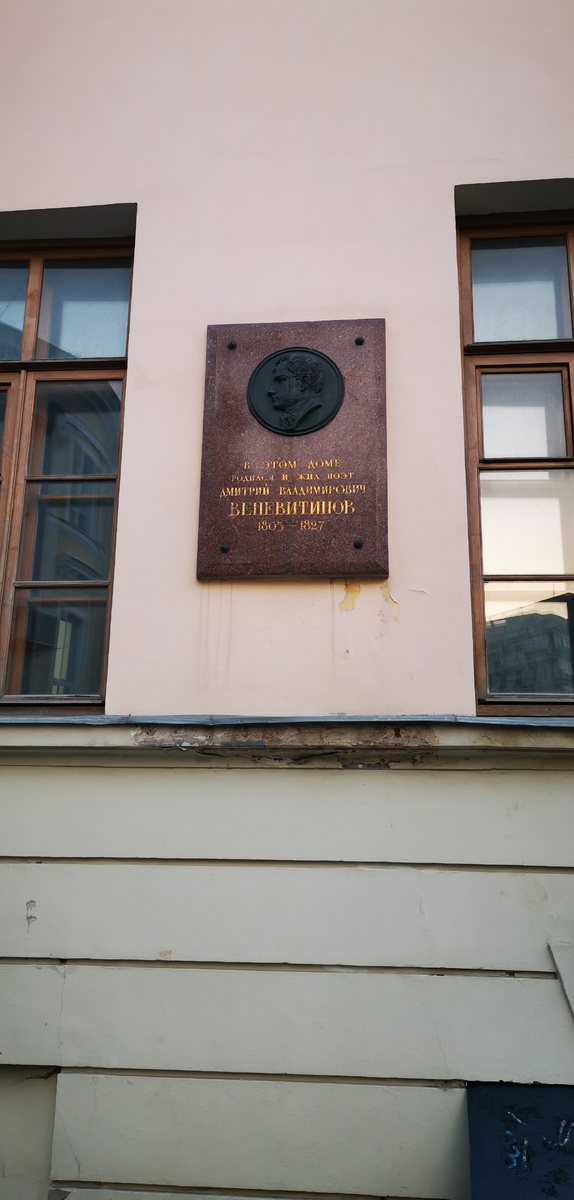 В ЭТОМ ДОМЕ
РОДИЛСЯ И ЖИЛ ПОЭТ
ДМИТРИЙ ВЛАДИМИРОВИЧ
ВЕНЕВИТИНОВ
1805-1827